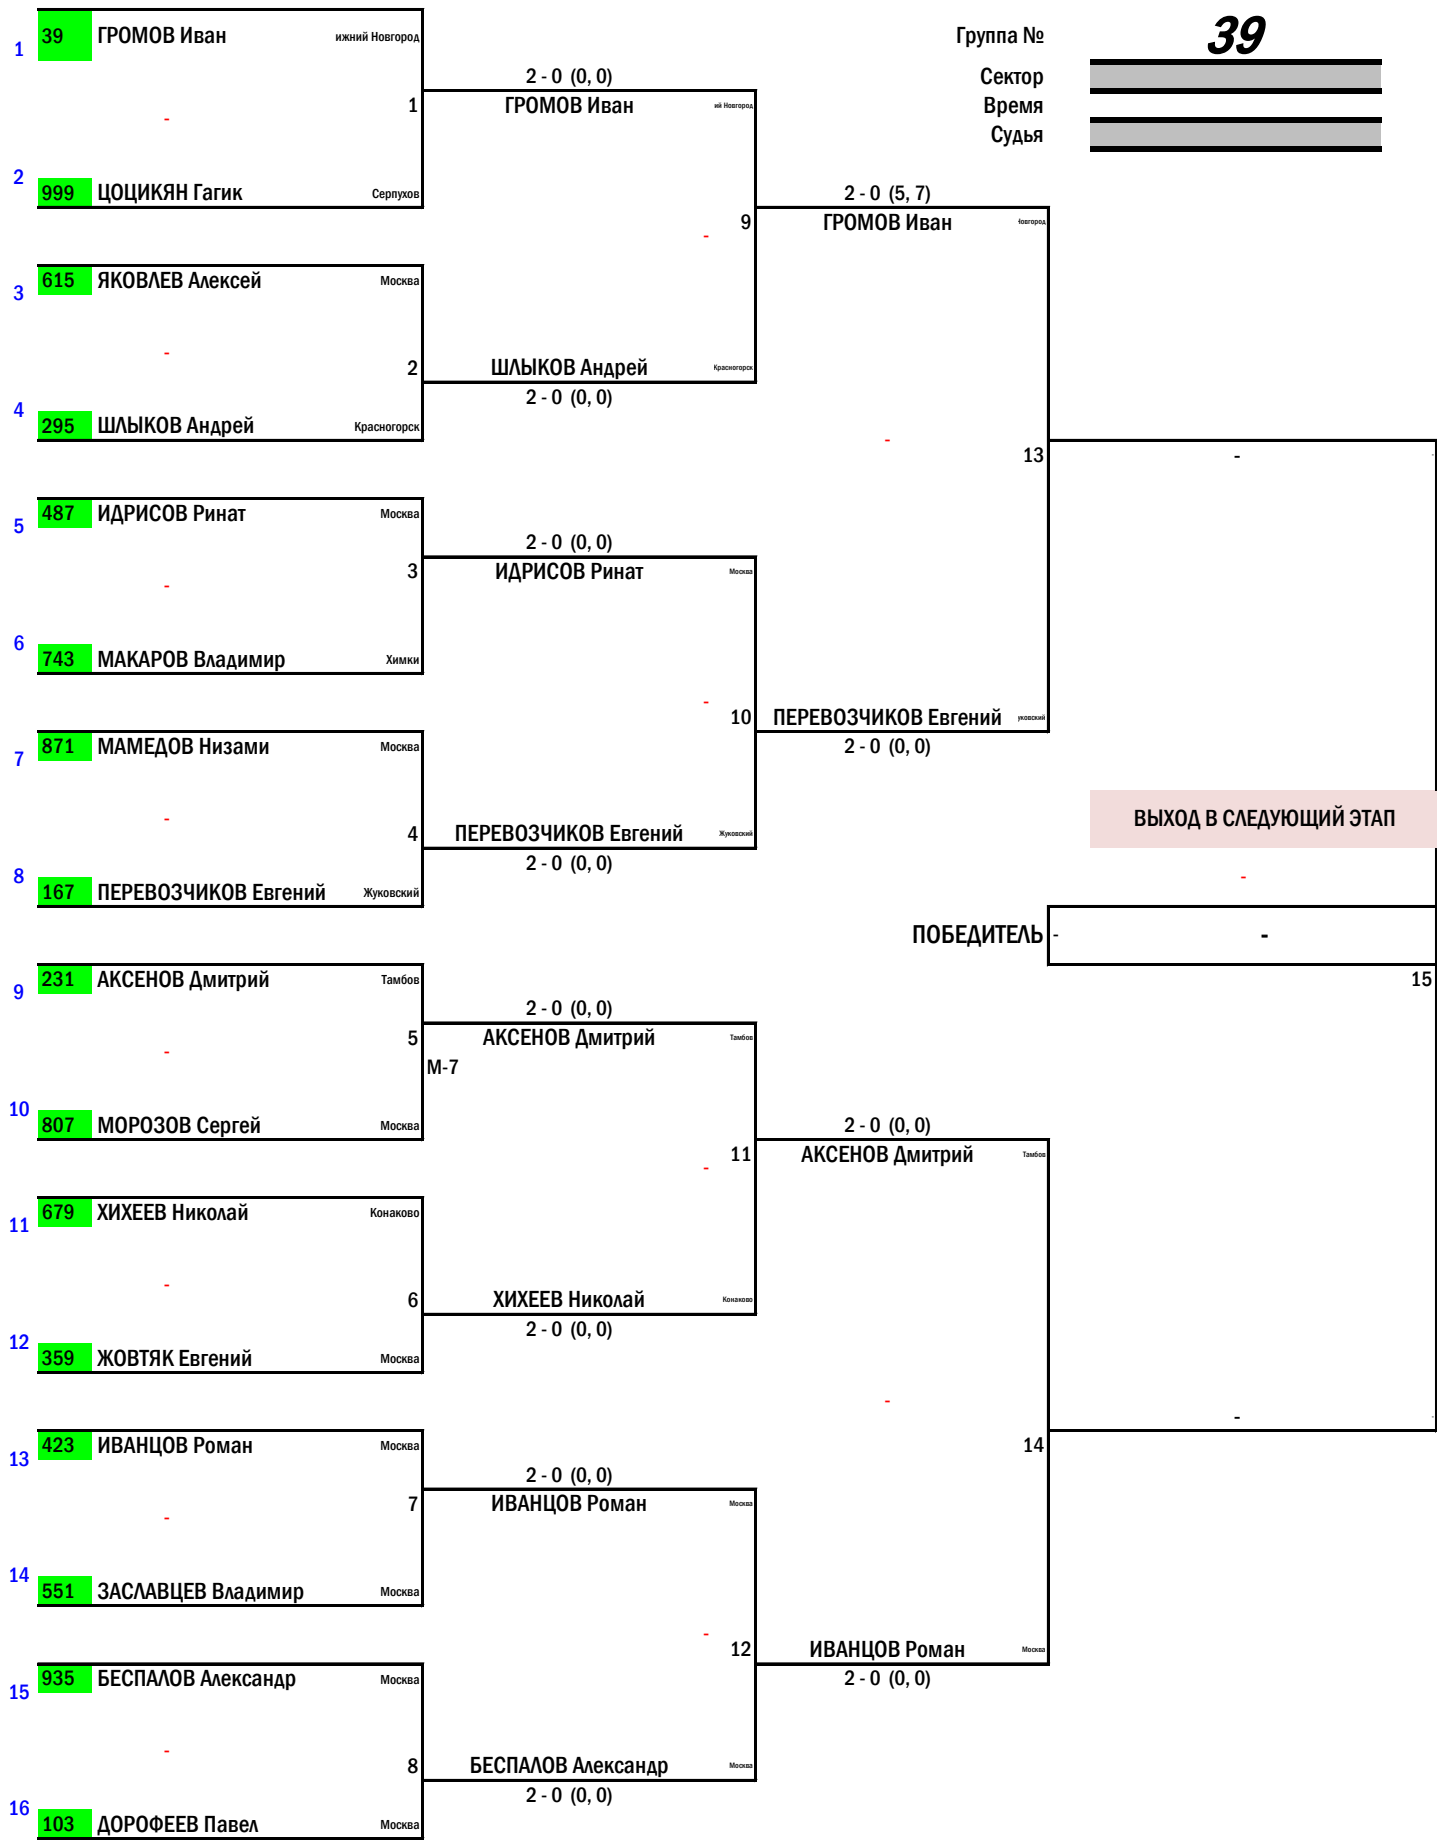 39 ГРОМОВ Иван ижний Новгород
1
Группа № 39
Сектор
2 - 0 (0, 0)
1 ГРОМОВ Иван ий Новгород
Время
-
Судья
2
999 ЦОЦИКЯН Гагик Серпухов
2 - 0 (5, 7)
9 ГРОМОВ Иван Новгород
-
615 ЯКОВЛЕВ Алексей Москва
3
-
2 ШЛЫКОВ Андрей Красногорск
2 - 0 (0, 0)
4
295 ШЛЫКОВ Андрей Красногорск
-
13 - -
487 ИДРИСОВ Ринат Москва
5
2 - 0 (0, 0)
3 ИДРИСОВ Ринат Москва
-
6
743 МАКАРОВ Владимир Химки
-
10 ПЕРЕВОЗЧИКОВ Евгений уковский
871 МАМЕДОВ Низами Москва
2 - 0 (0, 0)
7
-
ВЫХОД В СЛЕДУЮЩИЙ ЭТАП
4 ПЕРЕВОЗЧИКОВ Евгений Жуковский
2 - 0 (0, 0)
8
-
167 ПЕРЕВОЗЧИКОВ Евгений Жуковский
ПОБЕДИТЕЛЬ - -
231 АКСЕНОВ Дмитрий Тамбов
15
9
2 - 0 (0, 0)
5 АКСЕНОВ Дмитрий Тамбов
-
М-7
10
807 МОРОЗОВ Сергей Москва
2 - 0 (0, 0)
11 АКСЕНОВ Дмитрий Тамбов
-
679 ХИХЕЕВ Николай Конаково
11
-
6 ХИХЕЕВ Николай Конаково
2 - 0 (0, 0)
12
359 ЖОВТЯК Евгений Москва
-
- -
423 ИВАНЦОВ Роман Москва
14
13
2 - 0 (0, 0)
7 ИВАНЦОВ Роман Москва
-
14
551 ЗАСЛАВЦЕВ Владимир Москва
-
12 ИВАНЦОВ Роман Москва
935 БЕСПАЛОВ Александр Москва
2 - 0 (0, 0)
15
-
8 БЕСПАЛОВ Александр Москва
2 - 0 (0, 0)
16
103 ДОРОФЕЕВ Павел Москва